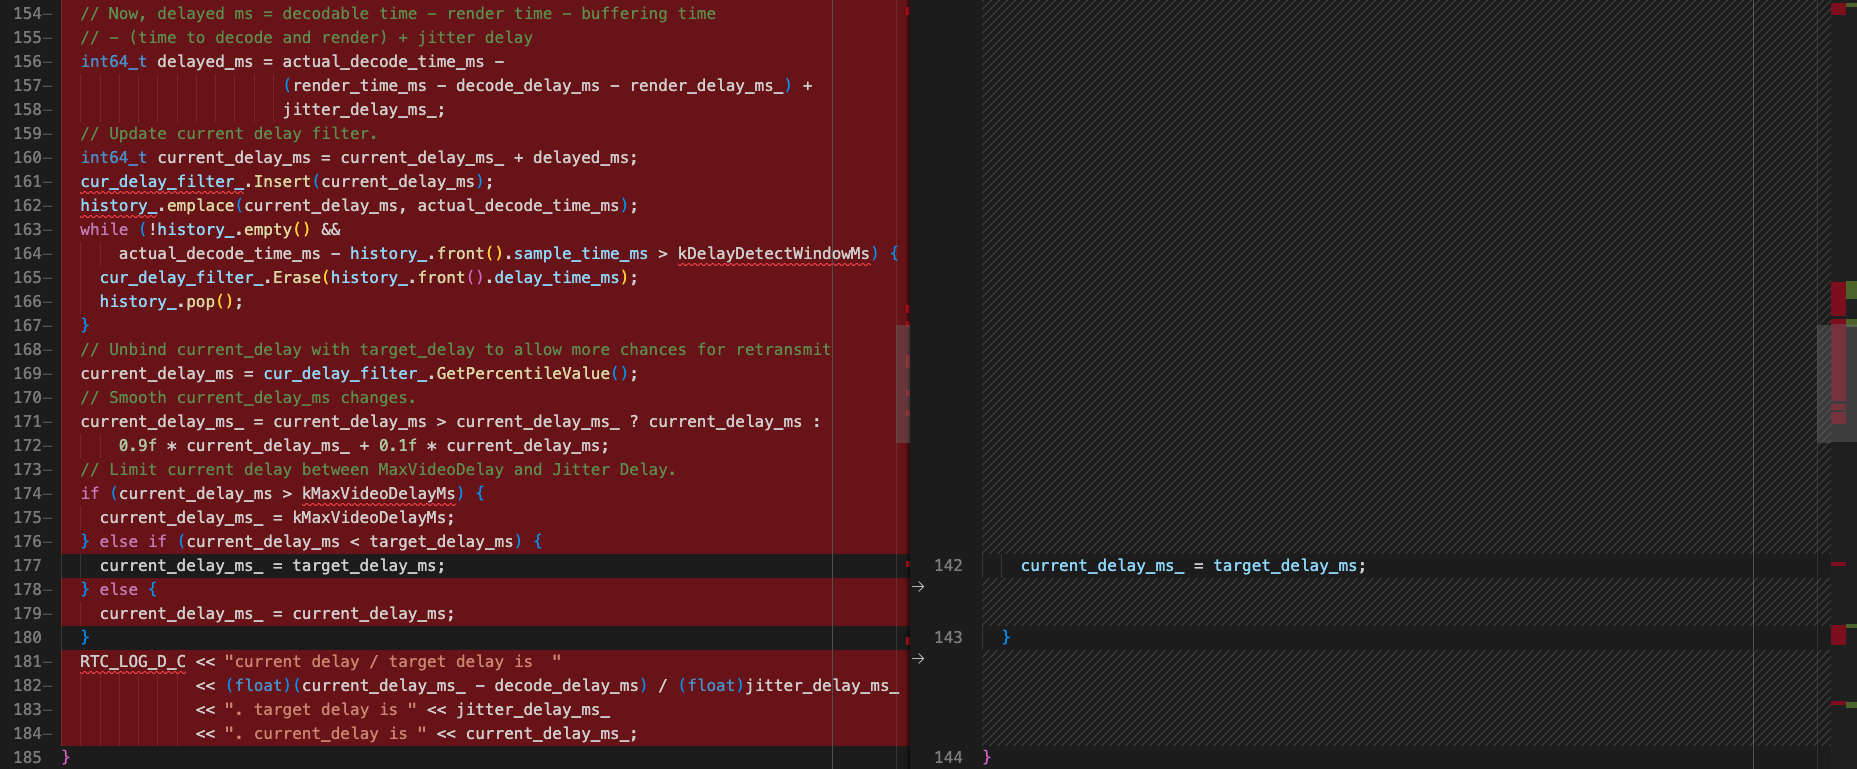 154− // Now, delayed ms = decodable time − render time − buffering time
155− // − (time to decode and render) + jitter delay
156− int64_t delayed_ms = actual_decode_time_ms −
157− (render_time_ms − decode_delay_ms − render_delay_ms_) +
158− jitter_delay_ms_;
159− // Update current delay filter.
160− int64_t current_delay_ms = current_delay_ms_ + delayed_ms;
161− cur_delay_filter_.Insert(current_delay_ms);
162− history_.emplace(current_delay_ms, actual_decode_time_ms);
163− while (!history_.empty() &&
164− actual_decode_time_ms − history_.front().sample_time_ms > kDelayDetectWindowMs) {
165− cur_delay_filter_.Erase(history_.front().delay_time_ms);
166− history_.pop();
167− }
168− // Unbind current_delay with target_delay to allow more chances for retransmit
169− current_delay_ms = cur_delay_filter_.GetPercentileValue();
170− // Smooth current_delay_ms changes.
171− current_delay_ms_ = current_delay_ms > current_delay_ms_ ? current_delay_ms :
172− 0.9f * current_delay_ms_ + 0.1f * current_delay_ms;
173− // Limit current delay between MaxVideoDelay and Jitter Delay.
174− if (current_delay_ms > kMaxVideoDelayMs) {
175− current_delay_ms_ = kMaxVideoDelayMs;
176− } else if (current_delay_ms < target_delay_ms) {
177 current_delay_ms_ = target_delay_ms;
178− } else {
179− current_delay_ms_ = current_delay_ms;
180 }
181− RTC_LOG_D_C << "current delay / target delay is  "
182− << (float)(current_delay_ms_ − decode_delay_ms) / (float)jitter_delay_ms_
183− << ". target delay is " << jitter_delay_ms_
184− << ". current_delay is " << current_delay_ms_;
185 }
142 current_delay_ms_ = target_delay_ms;
→
143 }
→
144 }